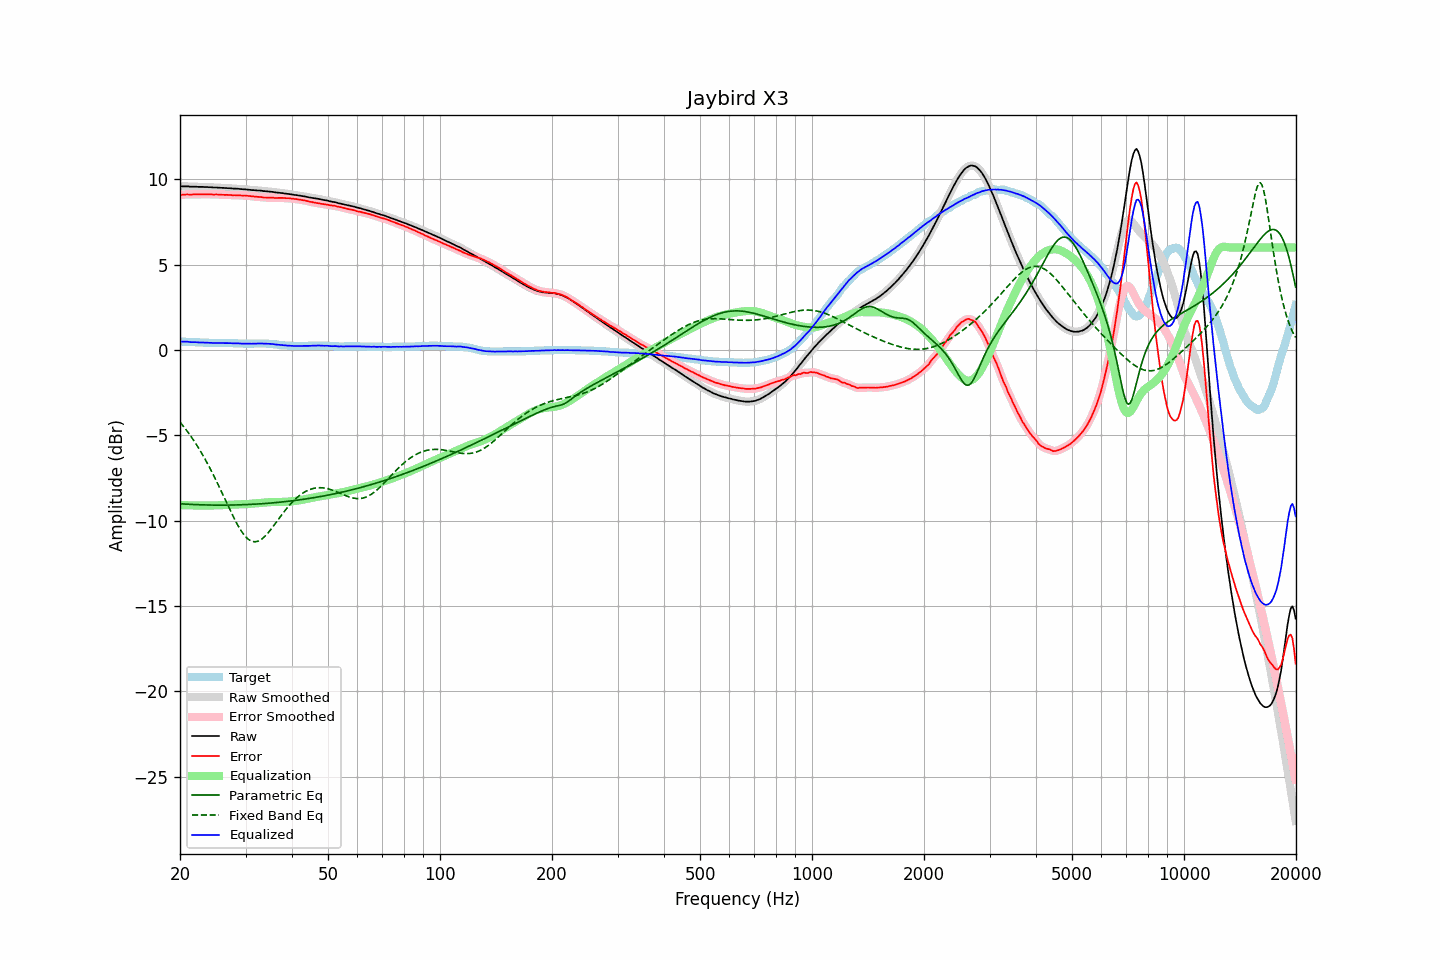 Jaybird X3
Amplitude (dBr)
10
5
0
−5
−10
−15
−20
−25
Target
Raw Smoothed
Error Smoothed
Raw
Error
Equalization
Parametric Eq
Fixed Band Eq
Equalized
20 50 100 200 500 1000 2000 5000 10000 20000
Frequency (Hz)